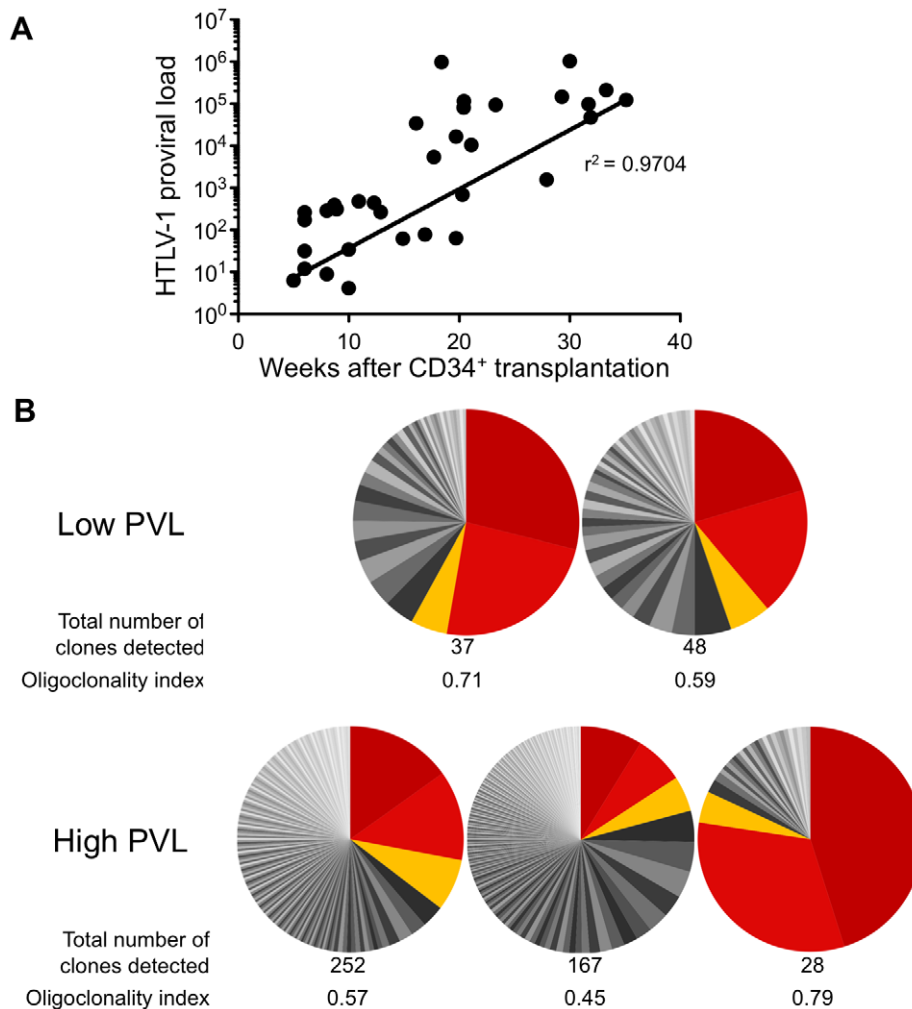 A
HTLV-1 proviral load
10⁷
10⁶
10⁵
10⁴
10³
10²
10¹
10⁰
r² = 0.9704
0 10 20 30 40
Weeks after CD34⁺ transplantation
B
Low PVL
Total number of
clones detected
37 48
Oligoclonality index 0.71 0.59
High PVL
Total number of
clones detected
252 167 28
Oligoclonality index 0.57 0.45 0.79